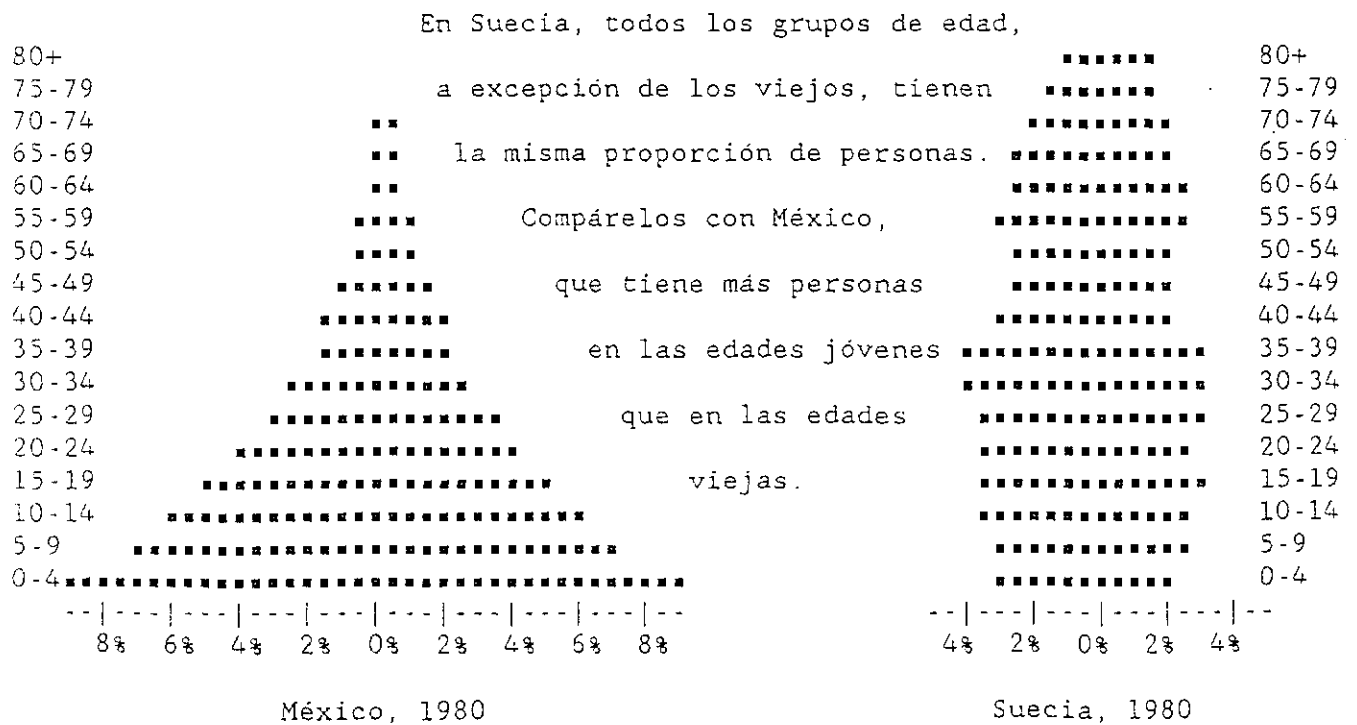 En Suecia, todos los grupos de edad,
80+ 80+
75-79 a excepción de los viejos, tienen 75-79
70-74 70-74
65-69 la misma proporción de personas. 65-69
60-64 60-64
55-59 Compárelos con México, 55-59
50-54 50-54
45-49 que tiene más personas 45-49
40-44 40-44
35-39 en las edades jóvenes 35-39
30-34 30-34
25-29 que en las edades 25-29
20-24 20-24
15-19 viejas. 15-19
10-14 10-14
5-9 5-9
0-4 0-4
8% 6% 4% 2% 0% 2% 4% 6% 8% 4% 2% 0% 2% 4%
México, 1980 Suecia, 1980